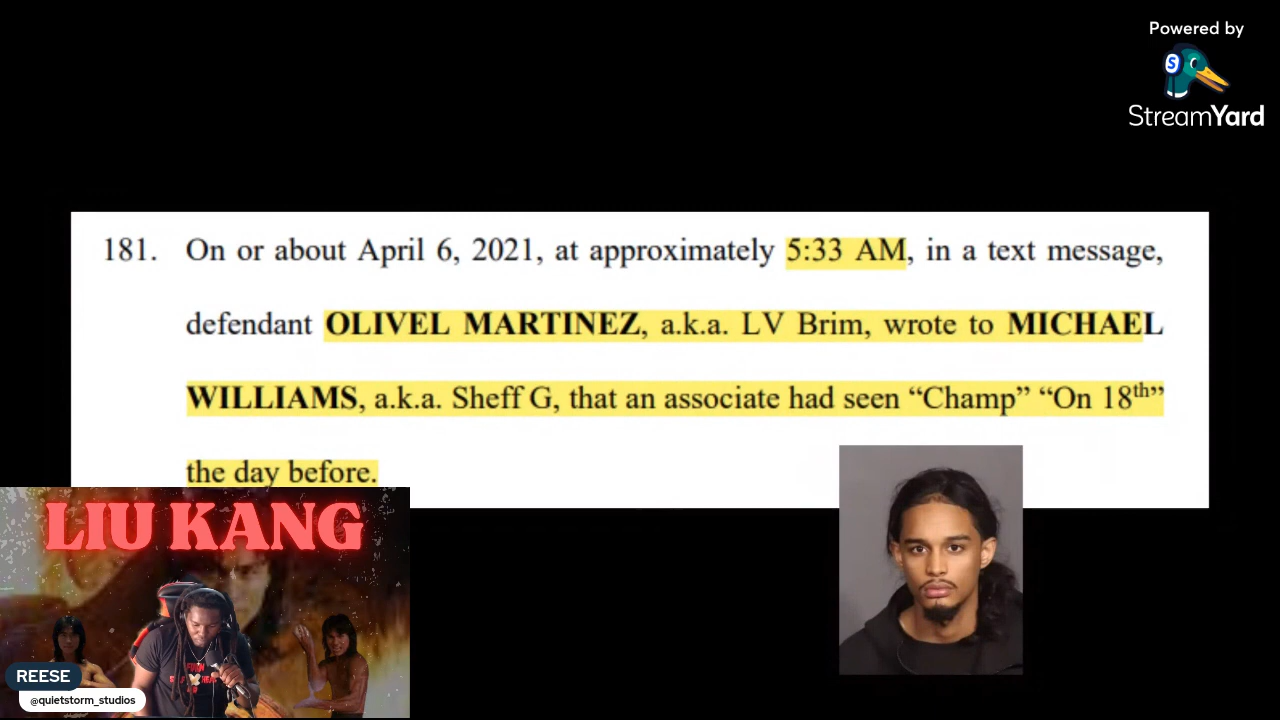 Powered by
S
StreamYard
181. On or about April 6, 2021, at approximately 5:33 AM, in a text message,
defendant OLIVEL MARTINEZ, a.k.a. LV Brim, wrote to MICHAEL
WILLIAMS, a.k.a. Sheff G, that an associate had seen “Champ” “On 18th”
the day before.
LIU KANG
REESE
@quietstorm_studios